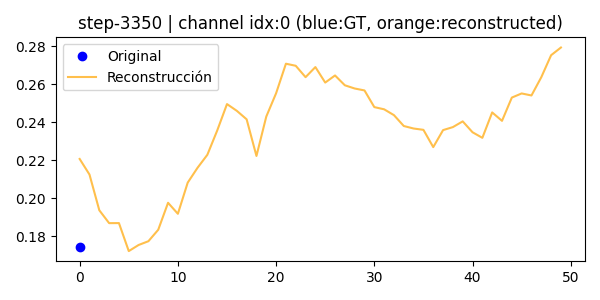 step-3350 | channel idx:0 (blue:GT, orange:reconstructed)
Original
Reconstrucción
0.28
0.26
0.24
0.22
0.20
0.18
0 10 20 30 40 50